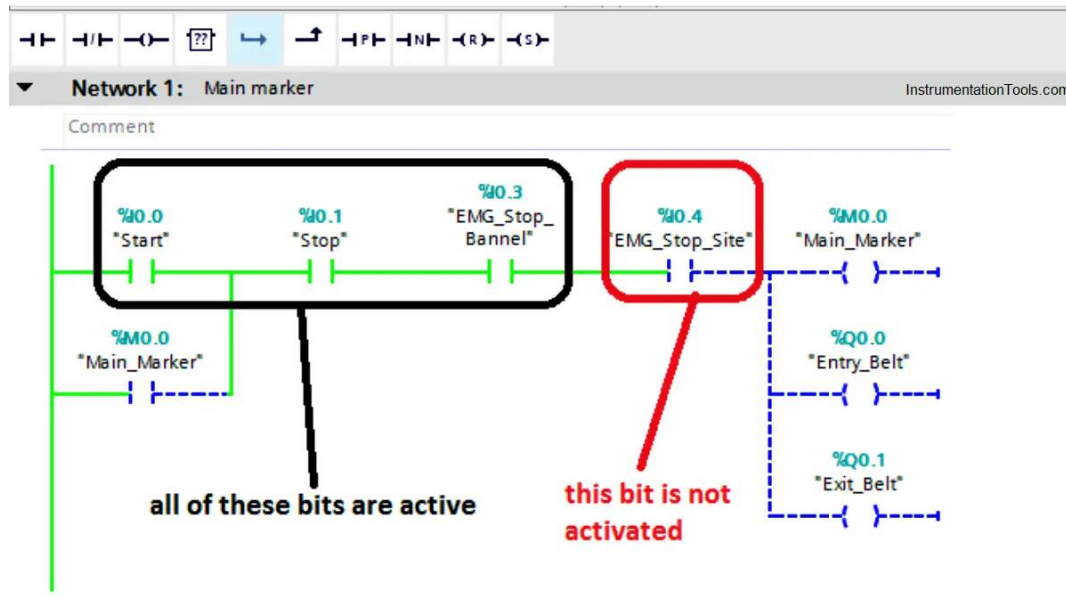 ??
P
N
R
S
Network 1: Main marker
InstrumentationTools.com
Comment
%I0.0
"Start"
%I0.1
"Stop"
%I0.3
"EMG_Stop_
Bannel"
%I0.4
"EMG_Stop_Site"
%M0.0
"Main_Marker"
%M0.0
"Main_Marker"
%Q0.0
"Entry_Belt"
%Q0.1
"Exit_Belt"
all of these bits are active
this bit is not
activated